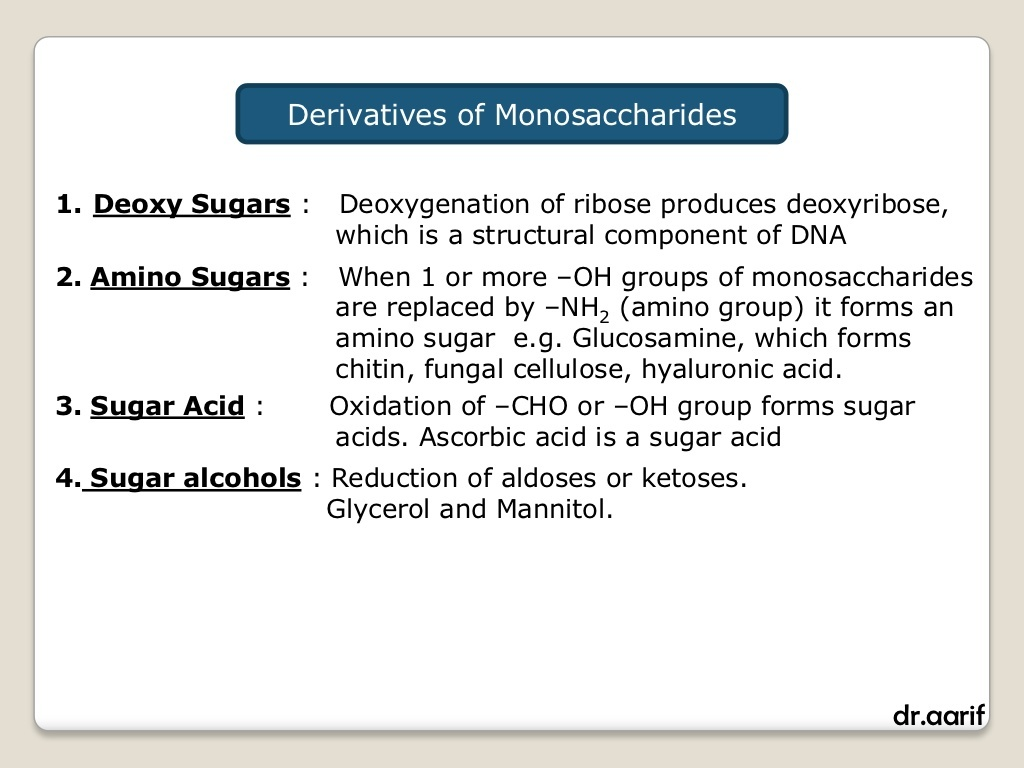 Derivatives of Monosaccharides
1. Deoxy Sugars : Deoxygenation of ribose produces deoxyribose,
which is a structural component of DNA
2. Amino Sugars : When 1 or more –OH groups of monosaccharides
are replaced by –NH₂ (amino group) it forms an
amino sugar e.g. Glucosamine, which forms
chitin, fungal cellulose, hyaluronic acid.
3. Sugar Acid : Oxidation of –CHO or –OH group forms sugar
acids. Ascorbic acid is a sugar acid
4. Sugar alcohols : Reduction of aldoses or ketoses.
Glycerol and Mannitol.
dr.aarif